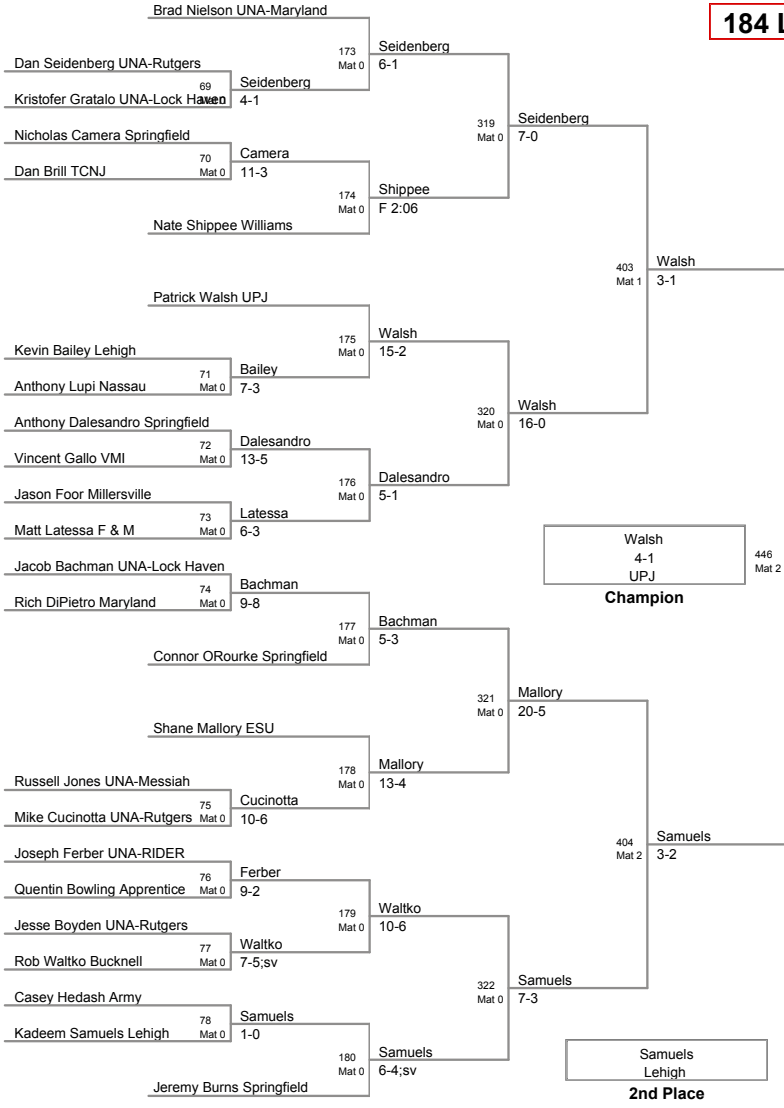 Brad Nielson UNA-Maryland
184 L
173
Mat 0
Seidenberg
6-1
Dan Seidenberg UNA-Rutgers
69
Seidenberg
Kristofer Gratalo UNA-Lock Haven
Mat 0
4-1
319
Mat 0
Seidenberg
7-0
Nicholas Camera Springfield
70
Mat 0
Camera
11-3
Dan Brill TCNJ
174
Mat 0
Shippee
F 2:06
Nate Shippee Williams
403
Mat 1
Walsh
3-1
Patrick Walsh UPJ
175
Mat 0
Walsh
15-2
Kevin Bailey Lehigh
71
Mat 0
Bailey
7-3
Anthony Lupi Nassau
320
Mat 0
Walsh
16-0
Anthony Dalesandro Springfield
72
Mat 0
Dalesandro
13-5
Vincent Gallo VMI
176
Mat 0
Dalesandro
5-1
Jason Foor Millersville
73
Mat 0
Latessa
6-3
Matt Latessa F & M
Walsh
4-1
UPJ
446
Mat 2
Champion
Jacob Bachman UNA-Lock Haven
74
Mat 0
Bachman
9-8
Rich DiPietro Maryland
177
Mat 0
Bachman
5-3
Connor ORourke Springfield
321
Mat 0
Mallory
20-5
Shane Mallory ESU
178
Mat 0
Mallory
13-4
Russell Jones UNA-Messiah
75
Mat 0
Cucinotta
10-6
Mike Cucinotta UNA-Rutgers
404
Mat 2
Samuels
3-2
Joseph Ferber UNA-RIDER
76
Mat 0
Ferber
9-2
Quentin Bowling Apprentice
179
Mat 0
Waltko
10-6
Jesse Boyden UNA-Rutgers
77
Mat 0
Waltko
7-5;sv
Rob Waltko Bucknell
322
Mat 0
Samuels
7-3
Casey Hedash Army
78
Mat 0
Samuels
1-0
Kadeem Samuels Lehigh
180
Mat 0
Samuels
6-4;sv
Jeremy Burns Springfield
Samuels
Lehigh
2nd Place